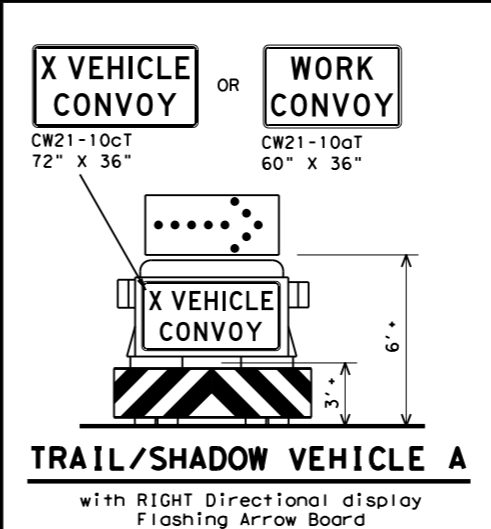 X VEHICLE
CONVOY
OR
WORK
CONVOY
CW21-10cT
72" X 36"
CW21-10aT
60" X 36"
X VEHICLE
CONVOY
6'+
3'+
TRAIL/SHADOW VEHICLE A
with RIGHT Directional display
Flashing Arrow Board